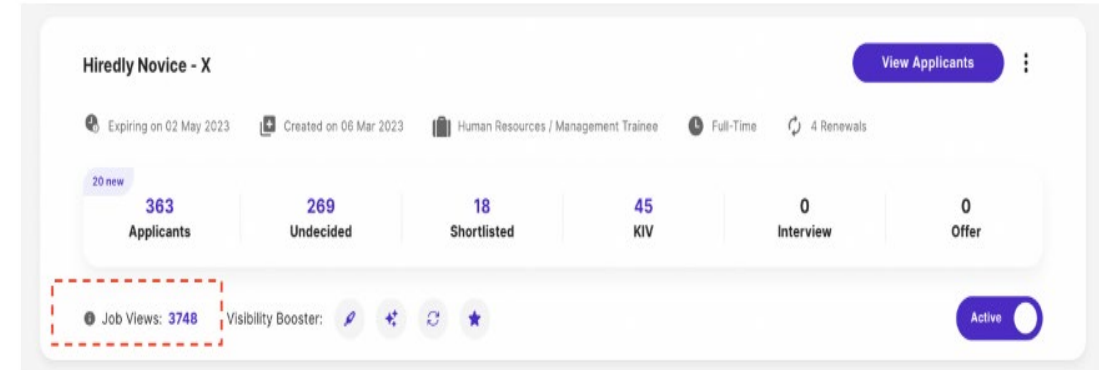 Hiredly Novice - X
View Applicants
Expiring on 02 May 2023 Created on 06 Mar 2023 Human Resources / Management Trainee Full-Time 4 Renewals
20 new
363 269 18 45 0 0
Applicants Undecided Shortlisted KIV Interview Offer
Job Views: 3748 Visibility Booster: Active